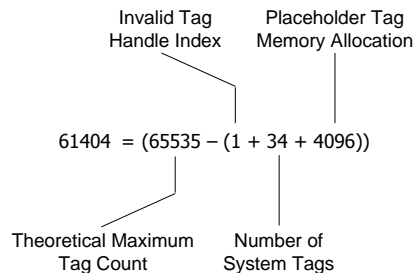 Invalid Tag
Handle Index
Placeholder Tag
Memory Allocation
61404 = (65535 – (1 + 34 + 4096))
Theoretical Maximum
Tag Count
Number of
System Tags